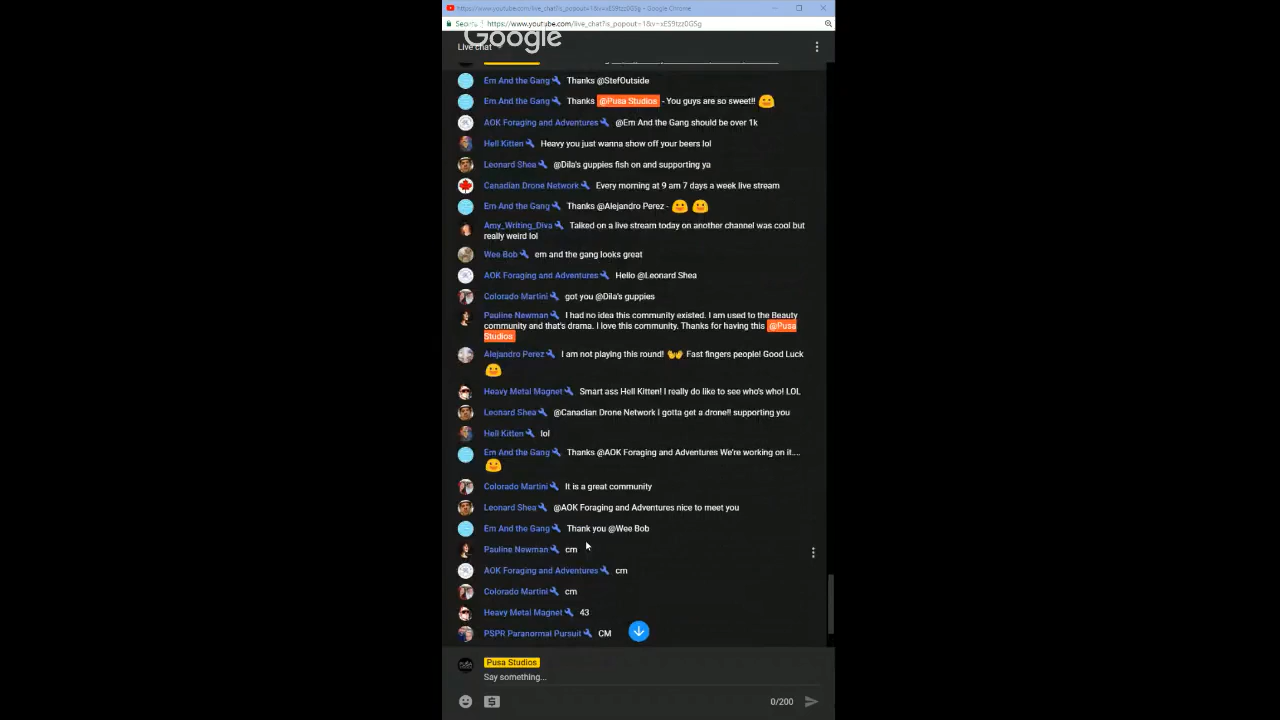 https://www.youtube.com/live_chat?is_popout=1&v=xES9tzz0GSg - Google Chrome
https://www.youtube.com/live_chat?is_popout=1&v=xES9tzz0GSg
Google
Live chat
Em And the Gang Thanks @StefOutside
Em And the Gang Thanks @Pusa Studios - You guys are so sweet!!
AOK Foraging and Adventures @Em And the Gang should be over 1k
Hell Kitten Heavy you just wanna show off your beers lol
Leonard Shea @Dila's guppies fish on and supporting ya
Canadian Drone Network Every morning at 9 am 7 days a week live stream
Em And the Gang Thanks @Alejandro Perez -
Amy_Writing_Diva Talked on a live stream today on another channel was cool but
really weird lol
Wee Bob em and the gang looks great
AOK Foraging and Adventures Hello @Leonard Shea
Colorado Martini got you @Dila's guppies
Pauline Newman I had no idea this community existed. I am used to the Beauty
community and that's drama. I love this community. Thanks for having this @Pusa
Studios
Alejandro Perez I am not playing this round! Fast fingers people! Good Luck
Heavy Metal Magnet Smart ass Hell Kitten! I really do like to see who's who! LOL
Leonard Shea @Canadian Drone Network I gotta get a drone!! supporting you
Hell Kitten lol
Em And the Gang Thanks @AOK Foraging and Adventures We're working on it....
Colorado Martini It is a great community
Leonard Shea @AOK Foraging and Adventures nice to meet you
Em And the Gang Thank you @Wee Bob
Pauline Newman cm
AOK Foraging and Adventures cm
Colorado Martini cm
Heavy Metal Magnet 43
PSPR Paranormal Pursuit CM
Pusa Studios
Say something...
0/200